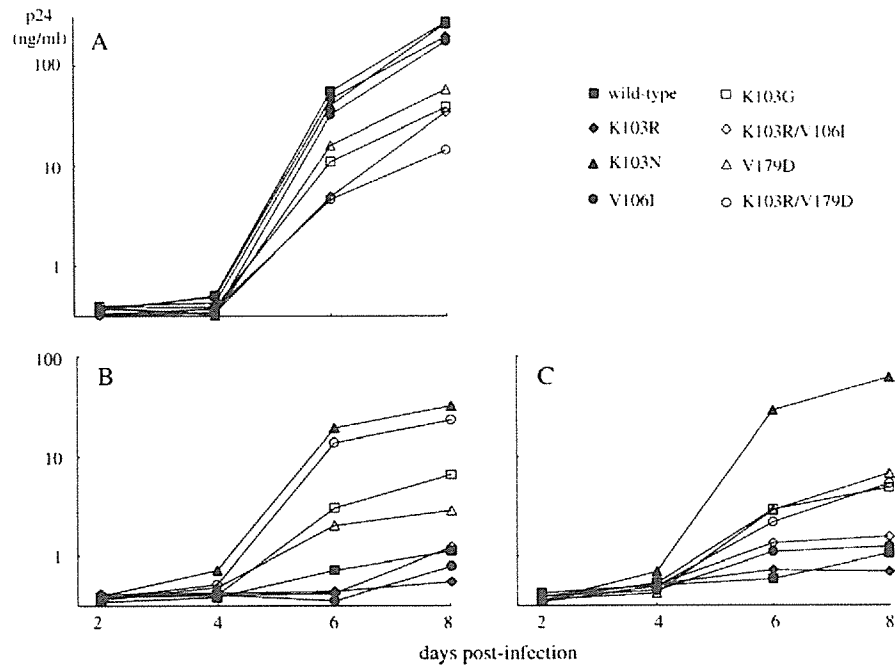 p24
(ng/ml)
A
100
10
1
wild-type
K103R
K103N
V106I
K103G
K103R/V106I
V179D
K103R/V179D
B
100
10
1
2
4
6
8
C
2
4
6
8
days post-infection